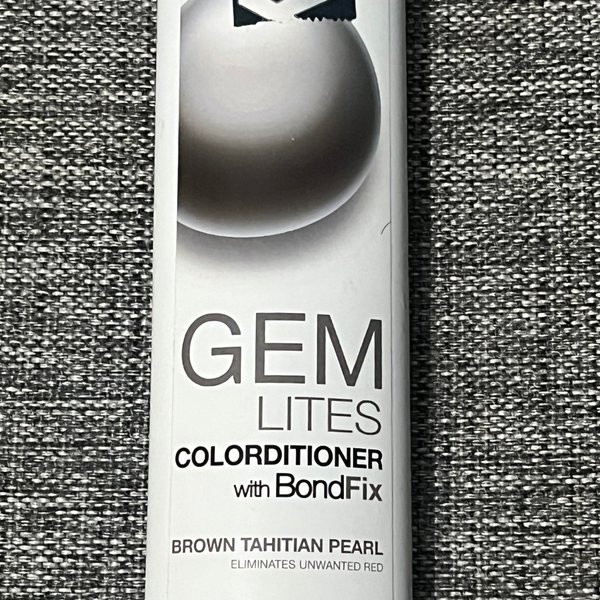 GEM
LITES
COLORDITIONER
with BondFix
BROWN TAHITIAN PEARL
ELIMINATES UNWANTED RED